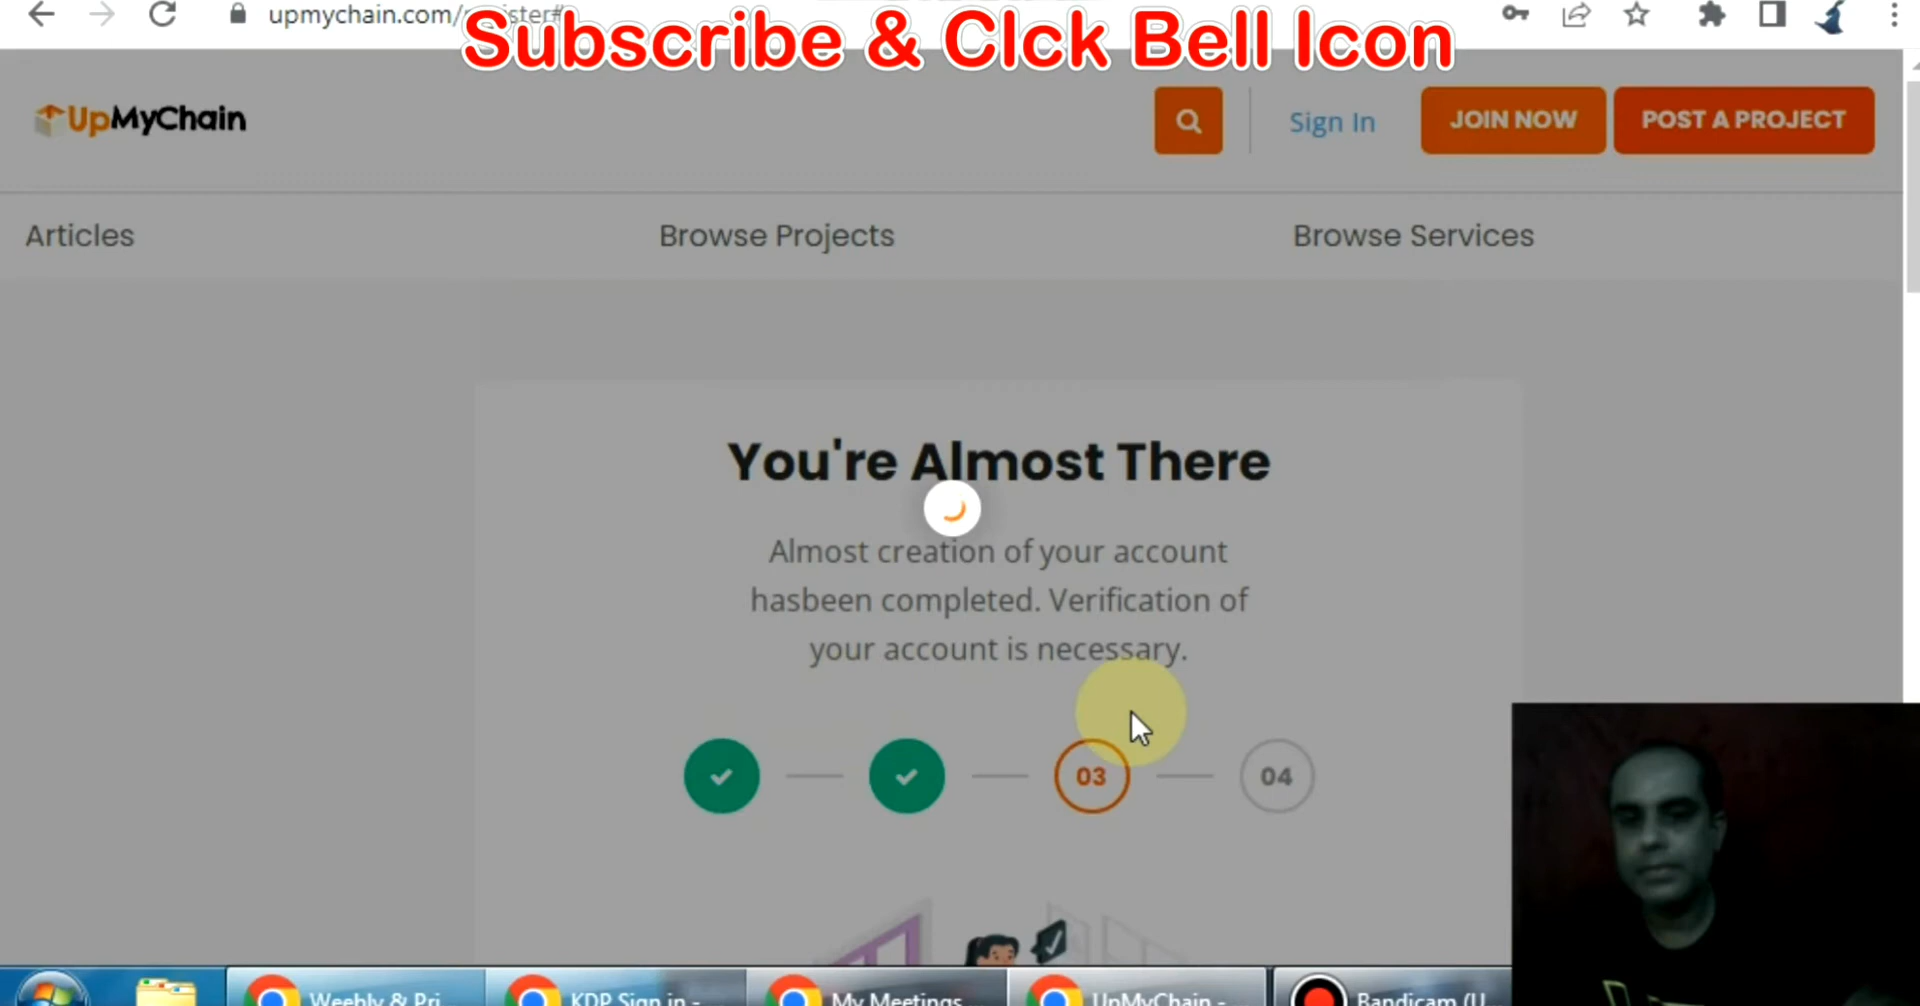 upmychain.com/register#
Subscribe & Clck Bell Icon
UpMyChain
Sign In
JOIN NOW
POST A PROJECT
Articles
Browse Projects
Browse Services
You're Almost There
Almost creation of your account
hasbeen completed. Verification of
your account is necessary.
03
04
Weebly & Pri...
KDP Sign in -
My Meetings
UpMyChain -
Bandicam (U...